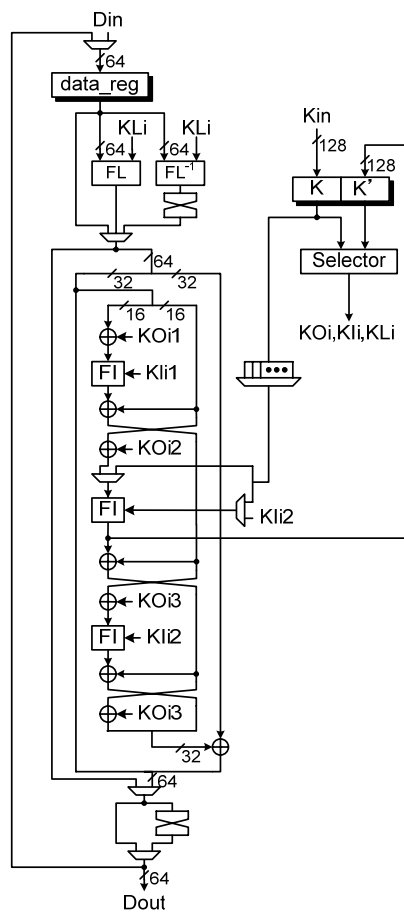 Din
64
data_reg
KLi
KLi
64
64
FL
FL-1
Kin
128
128
K
K'
64
32
32
Selector
16
16
KOi,KIi,KLi
KOi1
FI
KIi1
KOi2
FI
KIi2
KOi3
FI
KIi2
KOi3
32
64
64
Dout